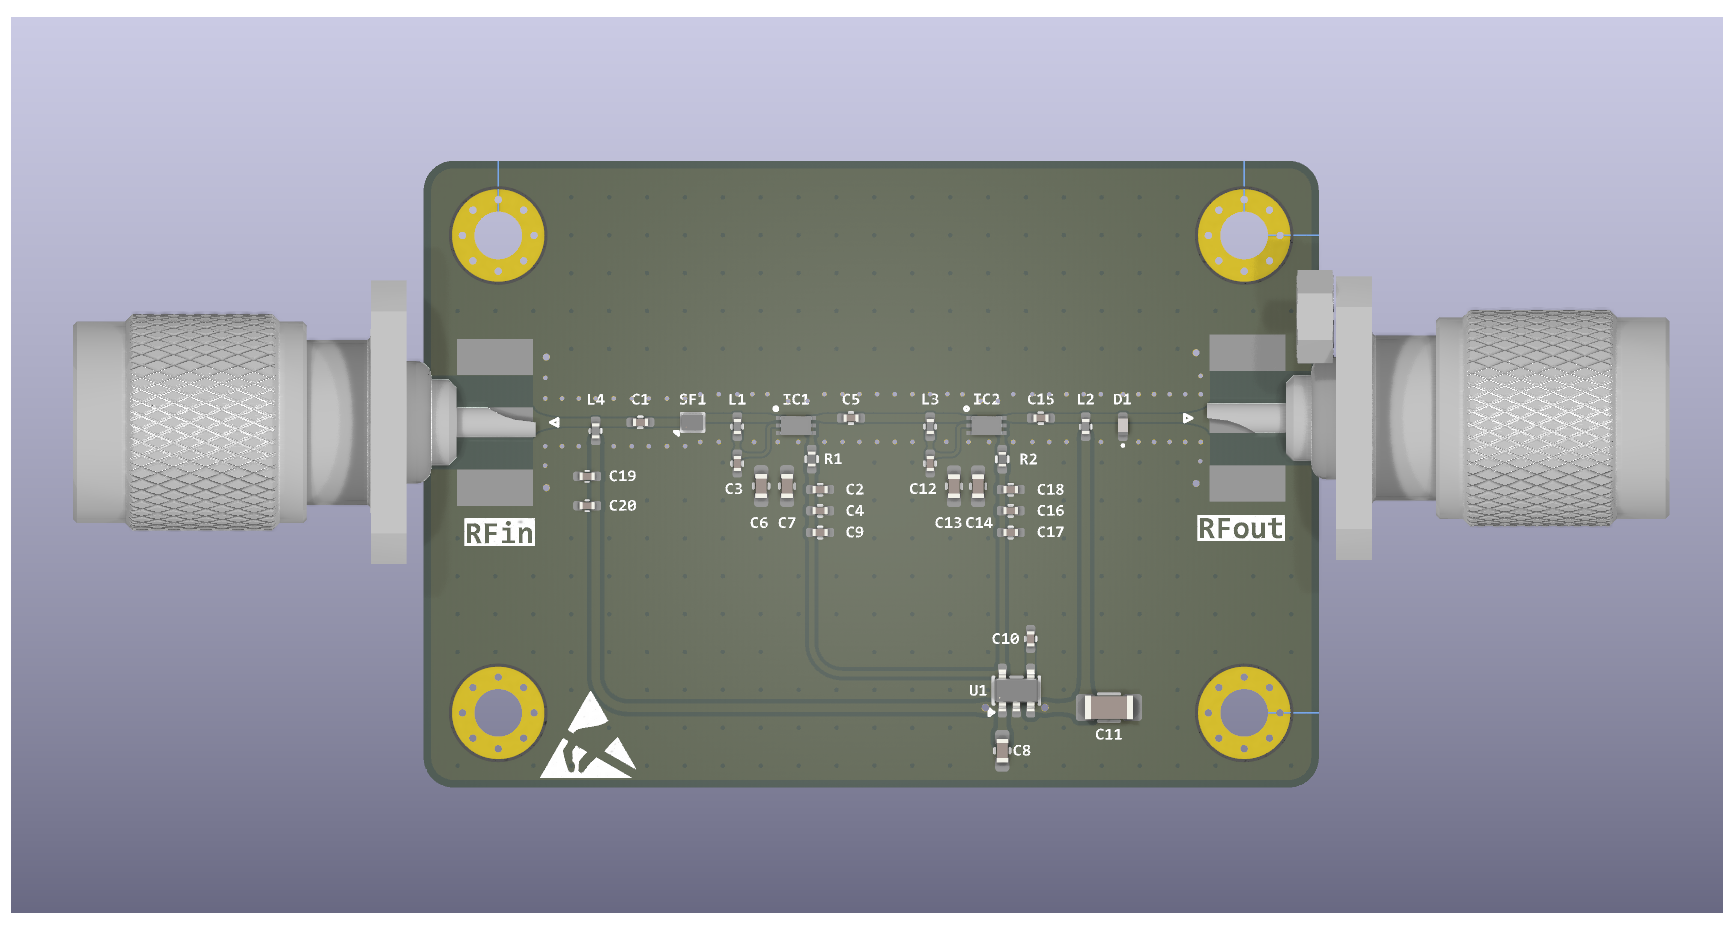 L4 C1 SF1 L1 IC1 C5 L3 IC2 C15 L2 D1
R1 R2
C19 C3 C2 C12 C18
C20 C4 C16
C6 C7 C13 C14
RFin C9 C17 RFout
C10
U1
C11
C8